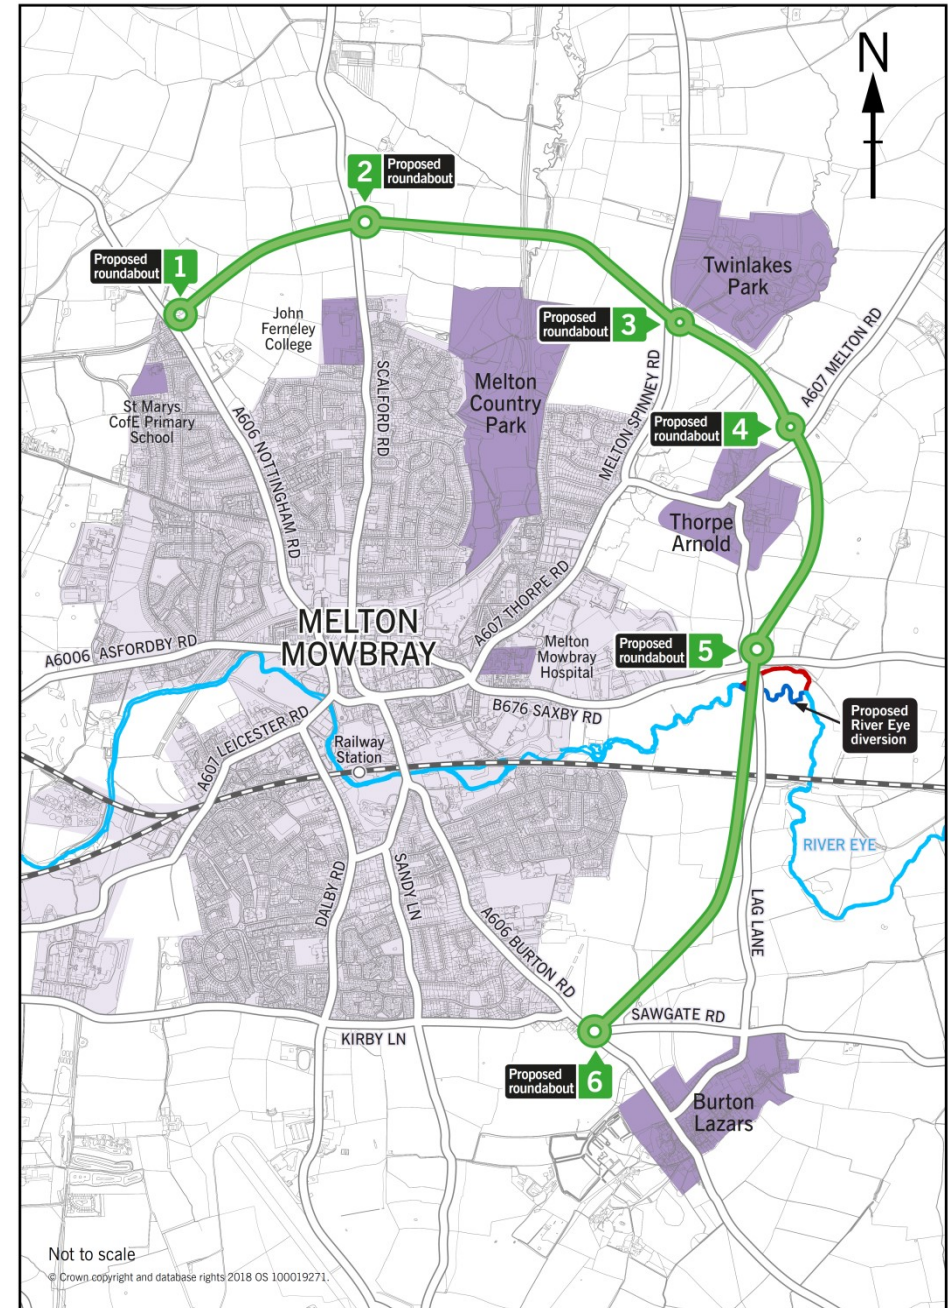 N
2
Proposed
roundabout
Proposed
roundabout
1
Twinlakes
Park
John
Ferneley
College
Proposed
roundabout
3
A607 MELTON RD
SCALFORD RD
MELTON SPINNEY RD
Melton
Country
Park
St Marys
CofE Primary
School
A606 NOTTINGHAM RD
Proposed
roundabout
4
Thorpe
Arnold
A607 THORPE RD
MELTON
MOWBRAY
A6006 ASFORDBY RD
Melton
Mowbray
Hospital
Proposed
roundabout
5
B676 SAXBY RD
Proposed
River Eye
diversion
A607 LEICESTER RD
Railway
Station
RIVER EYE
DALBY RD
SANDY LN
A606 BURTON RD
LAG LANE
SAWGATE RD
KIRBY LN
Proposed
roundabout
6
Burton
Lazars
Not to scale
© Crown copyright and database rights 2018 OS 100019271.